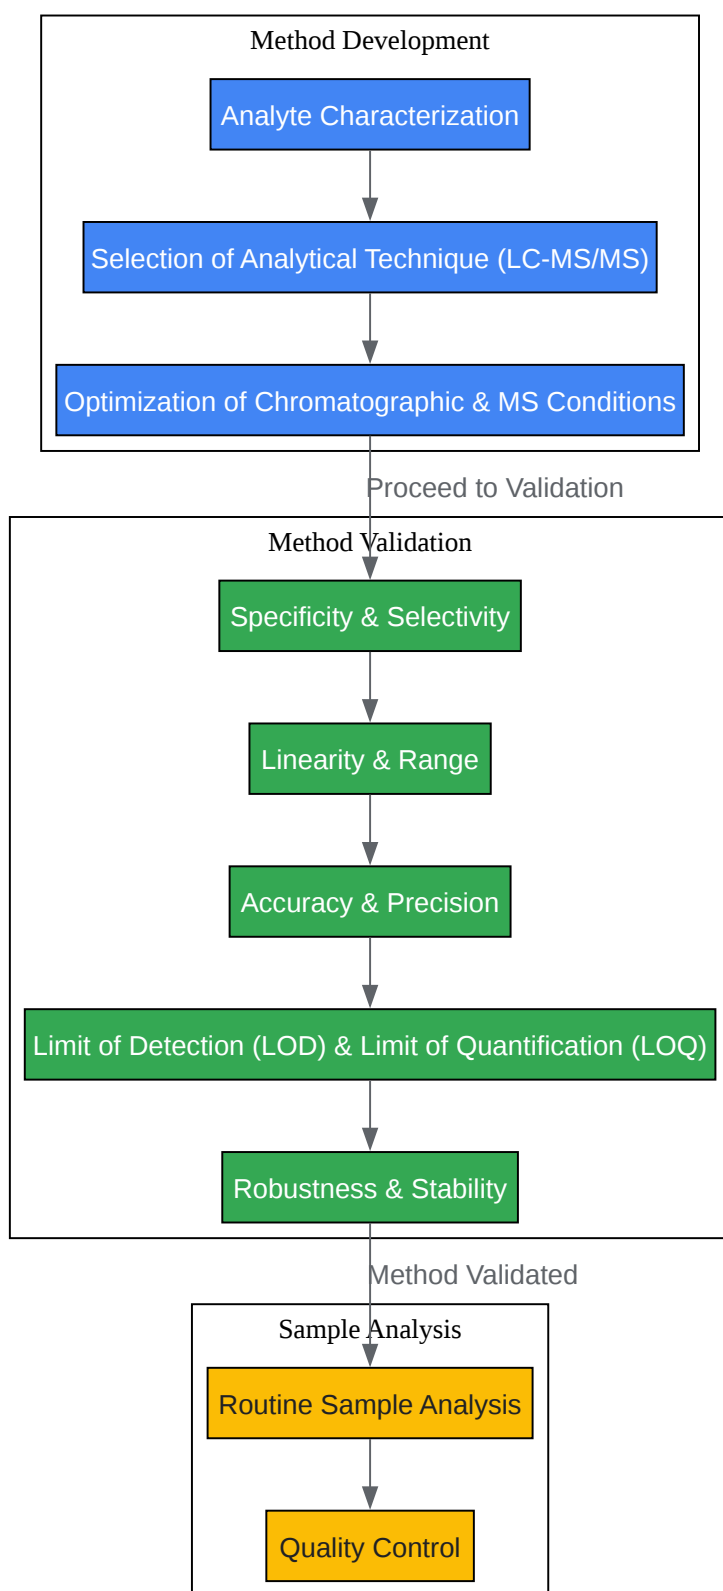 Method Development
Analyte Characterization
Selection of Analytical Technique (LC-MS/MS)
Optimization of Chromatographic & MS Conditions
Proceed to Validation
Method Validation
Specificity & Selectivity
Linearity & Range
Accuracy & Precision
Limit of Detection (LOD) & Limit of Quantification (LOQ)
Robustness & Stability
Method Validated
Sample Analysis
Routine Sample Analysis
Quality Control